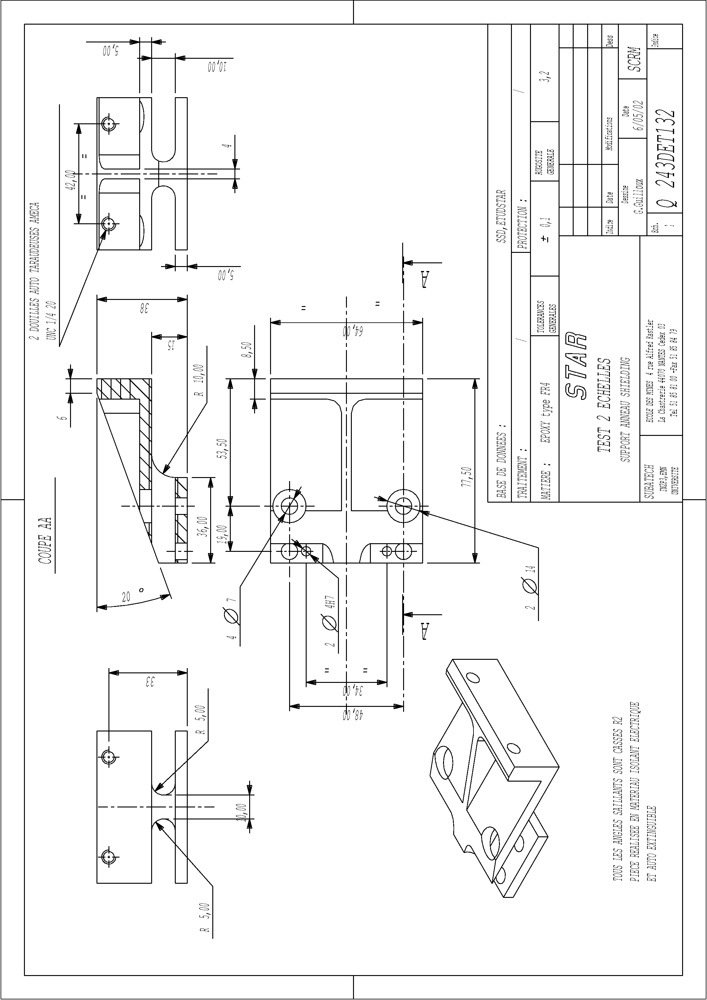 COUPE AA
2 DOUILLES AUTO TARAUDEUSES AMECA
UNC 1/4 20
33
R 5,00
R 5,00
10,00
20 °
6
38
15
R 10,00
36,00
42,00
=
=
4
5,00
10,00
5,00
19,00
53,50
8,50
64,00
=
=
77,50
4 Ø 7
2 Ø 4H7
2 Ø 14
34,00
=
=
48,00
A
A
TOUS LES ANGLES SAILLANTS SONT CASSES R2
PIECE REALISEE EN MATERIAU ISOLANT ELECTRIQUE
ET AUTO EXTINGUIBLE
BASE DE DONNEES : SSD,ETUDSTAR
TRAITEMENT : / PROTECTION : /
MATIERE : EPOXY type FR4
TOLERANCES
GENERALES
± 0,1
RUGOSITE
GENERALE
3,2
STAR
TEST 2 ECHELLES
SUPPORT ANNEAU SHIELDING
Indice Date Modifications Dess
Dessine
G.Guilloux
Date
6/05/02
SCRM
SUBATECH
IN2P3,EMN
UNIVERSITE
ECOLE DES MINES 4 rue Alfred Kastler
La Chantrerie 44070 NANTES Cedex 03
Tel 51 85 81 00 -Fax 51 85 84 79
Ech.
1
1
Q 243DET132
Indice